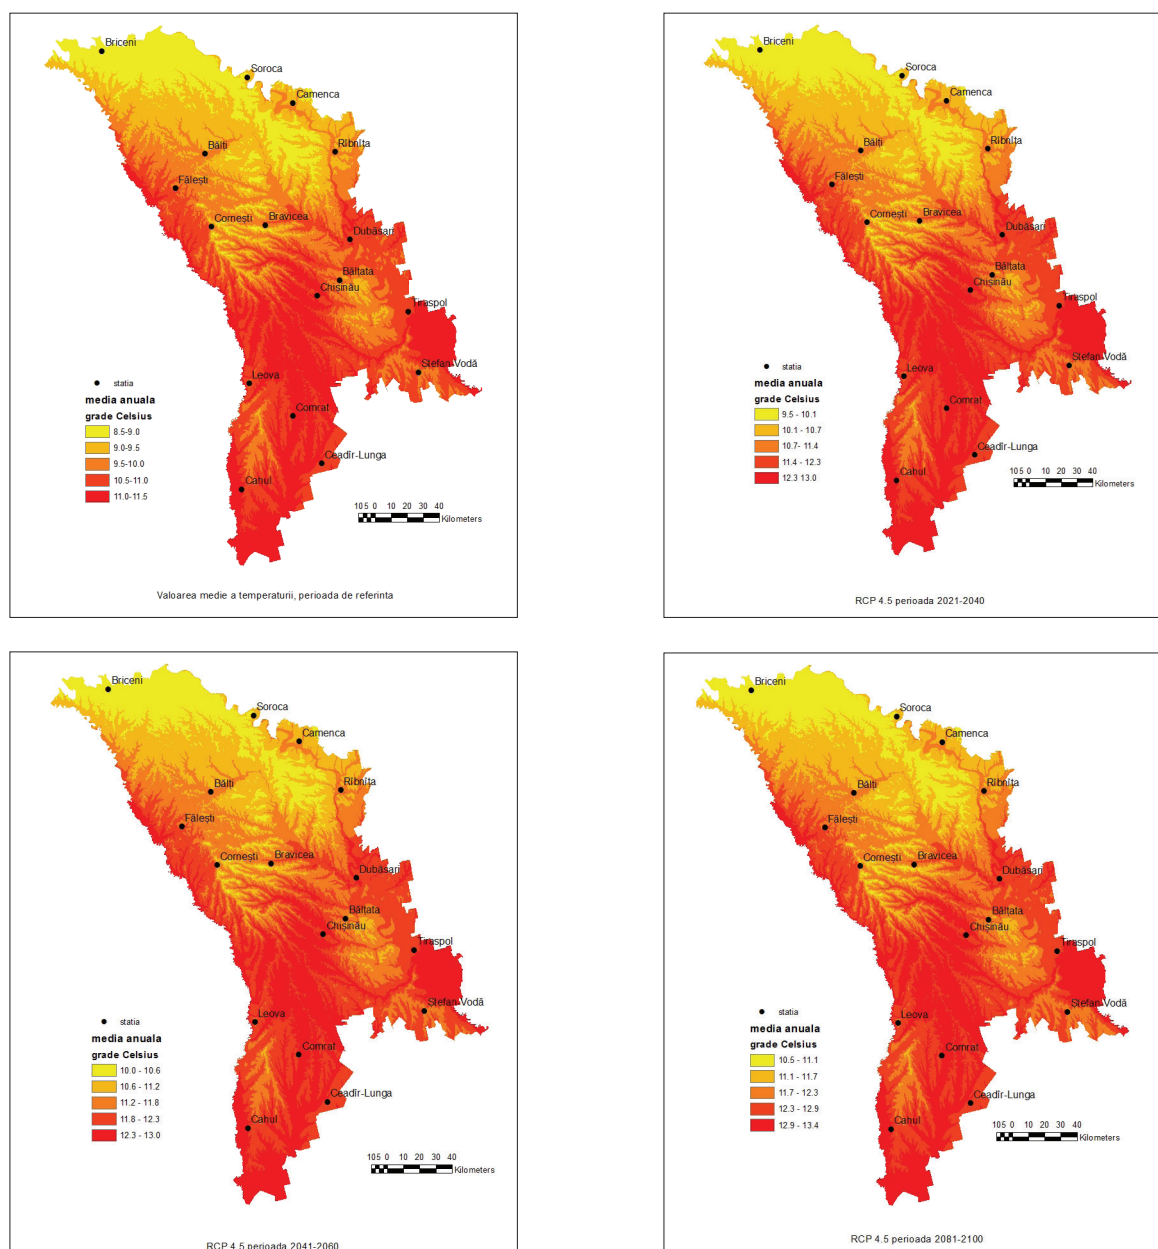 Briceni
Soroca
Camenca
Rîbnița
Bălți
Fălești
Cornești
Bravicea
Dubăsari
Bălțata
Chișinău
Tiraspol
Ștefan-Vodă
Leova
Comrat
Ceadîr-Lunga
Cahul
statia
media anuala
grade Celsius
8.5-9.0
9.0-9.5
9.5-10.0
10.5-11.0
11.0-11.5
10 5 0 10 20 30 40
Kilometers
Valoarea medie a temperaturii, perioada de referinta
Briceni
Soroca
Camenca
Rîbnița
Bălți
Fălești
Cornești
Bravicea
Dubăsari
Bălțata
Chișinău
Tiraspol
Ștefan-Vodă
Leova
Comrat
Ceadîr-Lunga
Cahul
statia
media anuala
grade Celsius
9.5 - 10.1
10.1 - 10.7
10.7- 11.4
11.4 - 12.3
12.3 13.0
10 5 0 10 20 30 40
Kilometers
RCP 4.5 perioada 2021-2040
Briceni
Soroca
Camenca
Rîbnița
Bălți
Fălești
Cornești
Bravicea
Dubăsari
Bălțata
Chișinău
Tiraspol
Ștefan-Vodă
Leova
Comrat
Ceadîr-Lunga
Cahul
statia
media anuala
grade Celsius
10.0 - 10.6
10.6 - 11.2
11.2 - 11.8
11.8 - 12.3
12.3 - 13.0
10 5 0 10 20 30 40
Kilometers
RCP 4.5 perioada 2041-2060
Briceni
Soroca
Camenca
Rîbnița
Bălți
Fălești
Cornești
Bravicea
Dubăsari
Bălțata
Chișinău
Tiraspol
Ștefan-Vodă
Leova
Comrat
Ceadîr-Lunga
Cahul
statia
media anuala
grade Celsius
10.5 - 11.1
11.1 - 11.7
11.7 - 12.3
12.3 - 12.9
12.9 - 13.4
10 5 0 10 20 30 40
Kilometers
RCP 4.5 perioada 2081-2100